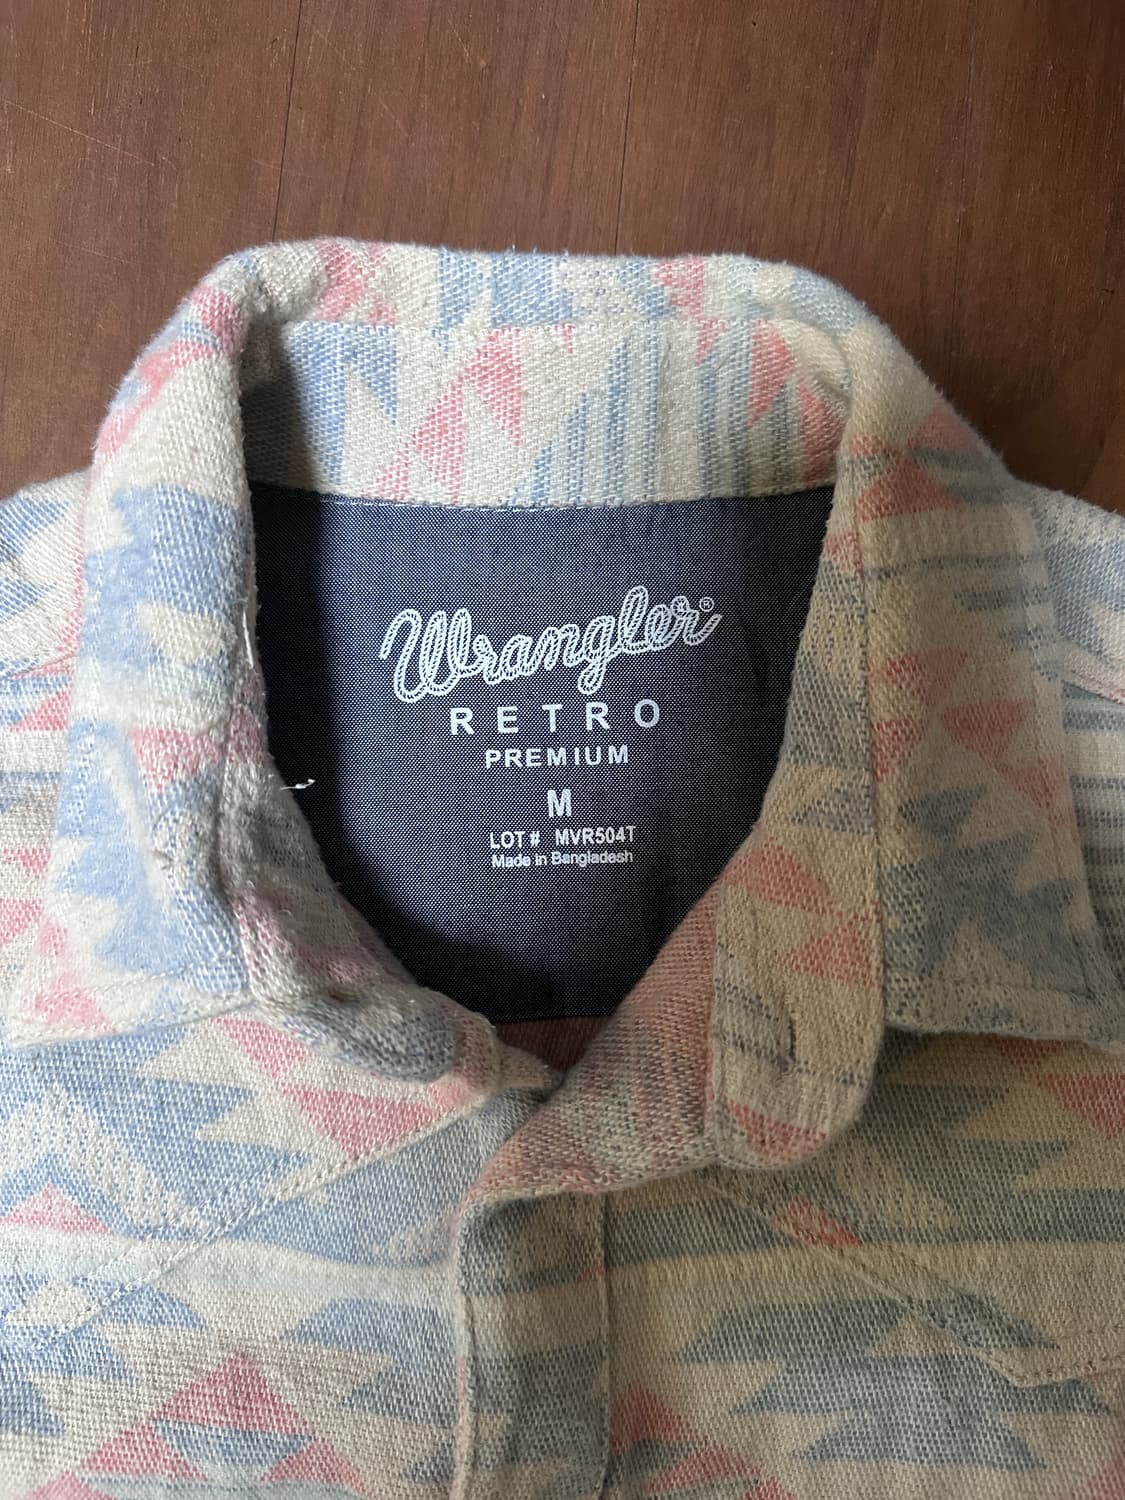 Wrangler®
RETRO
PREMIUM
M
LOT # MVR504T
Made in Bangladesh